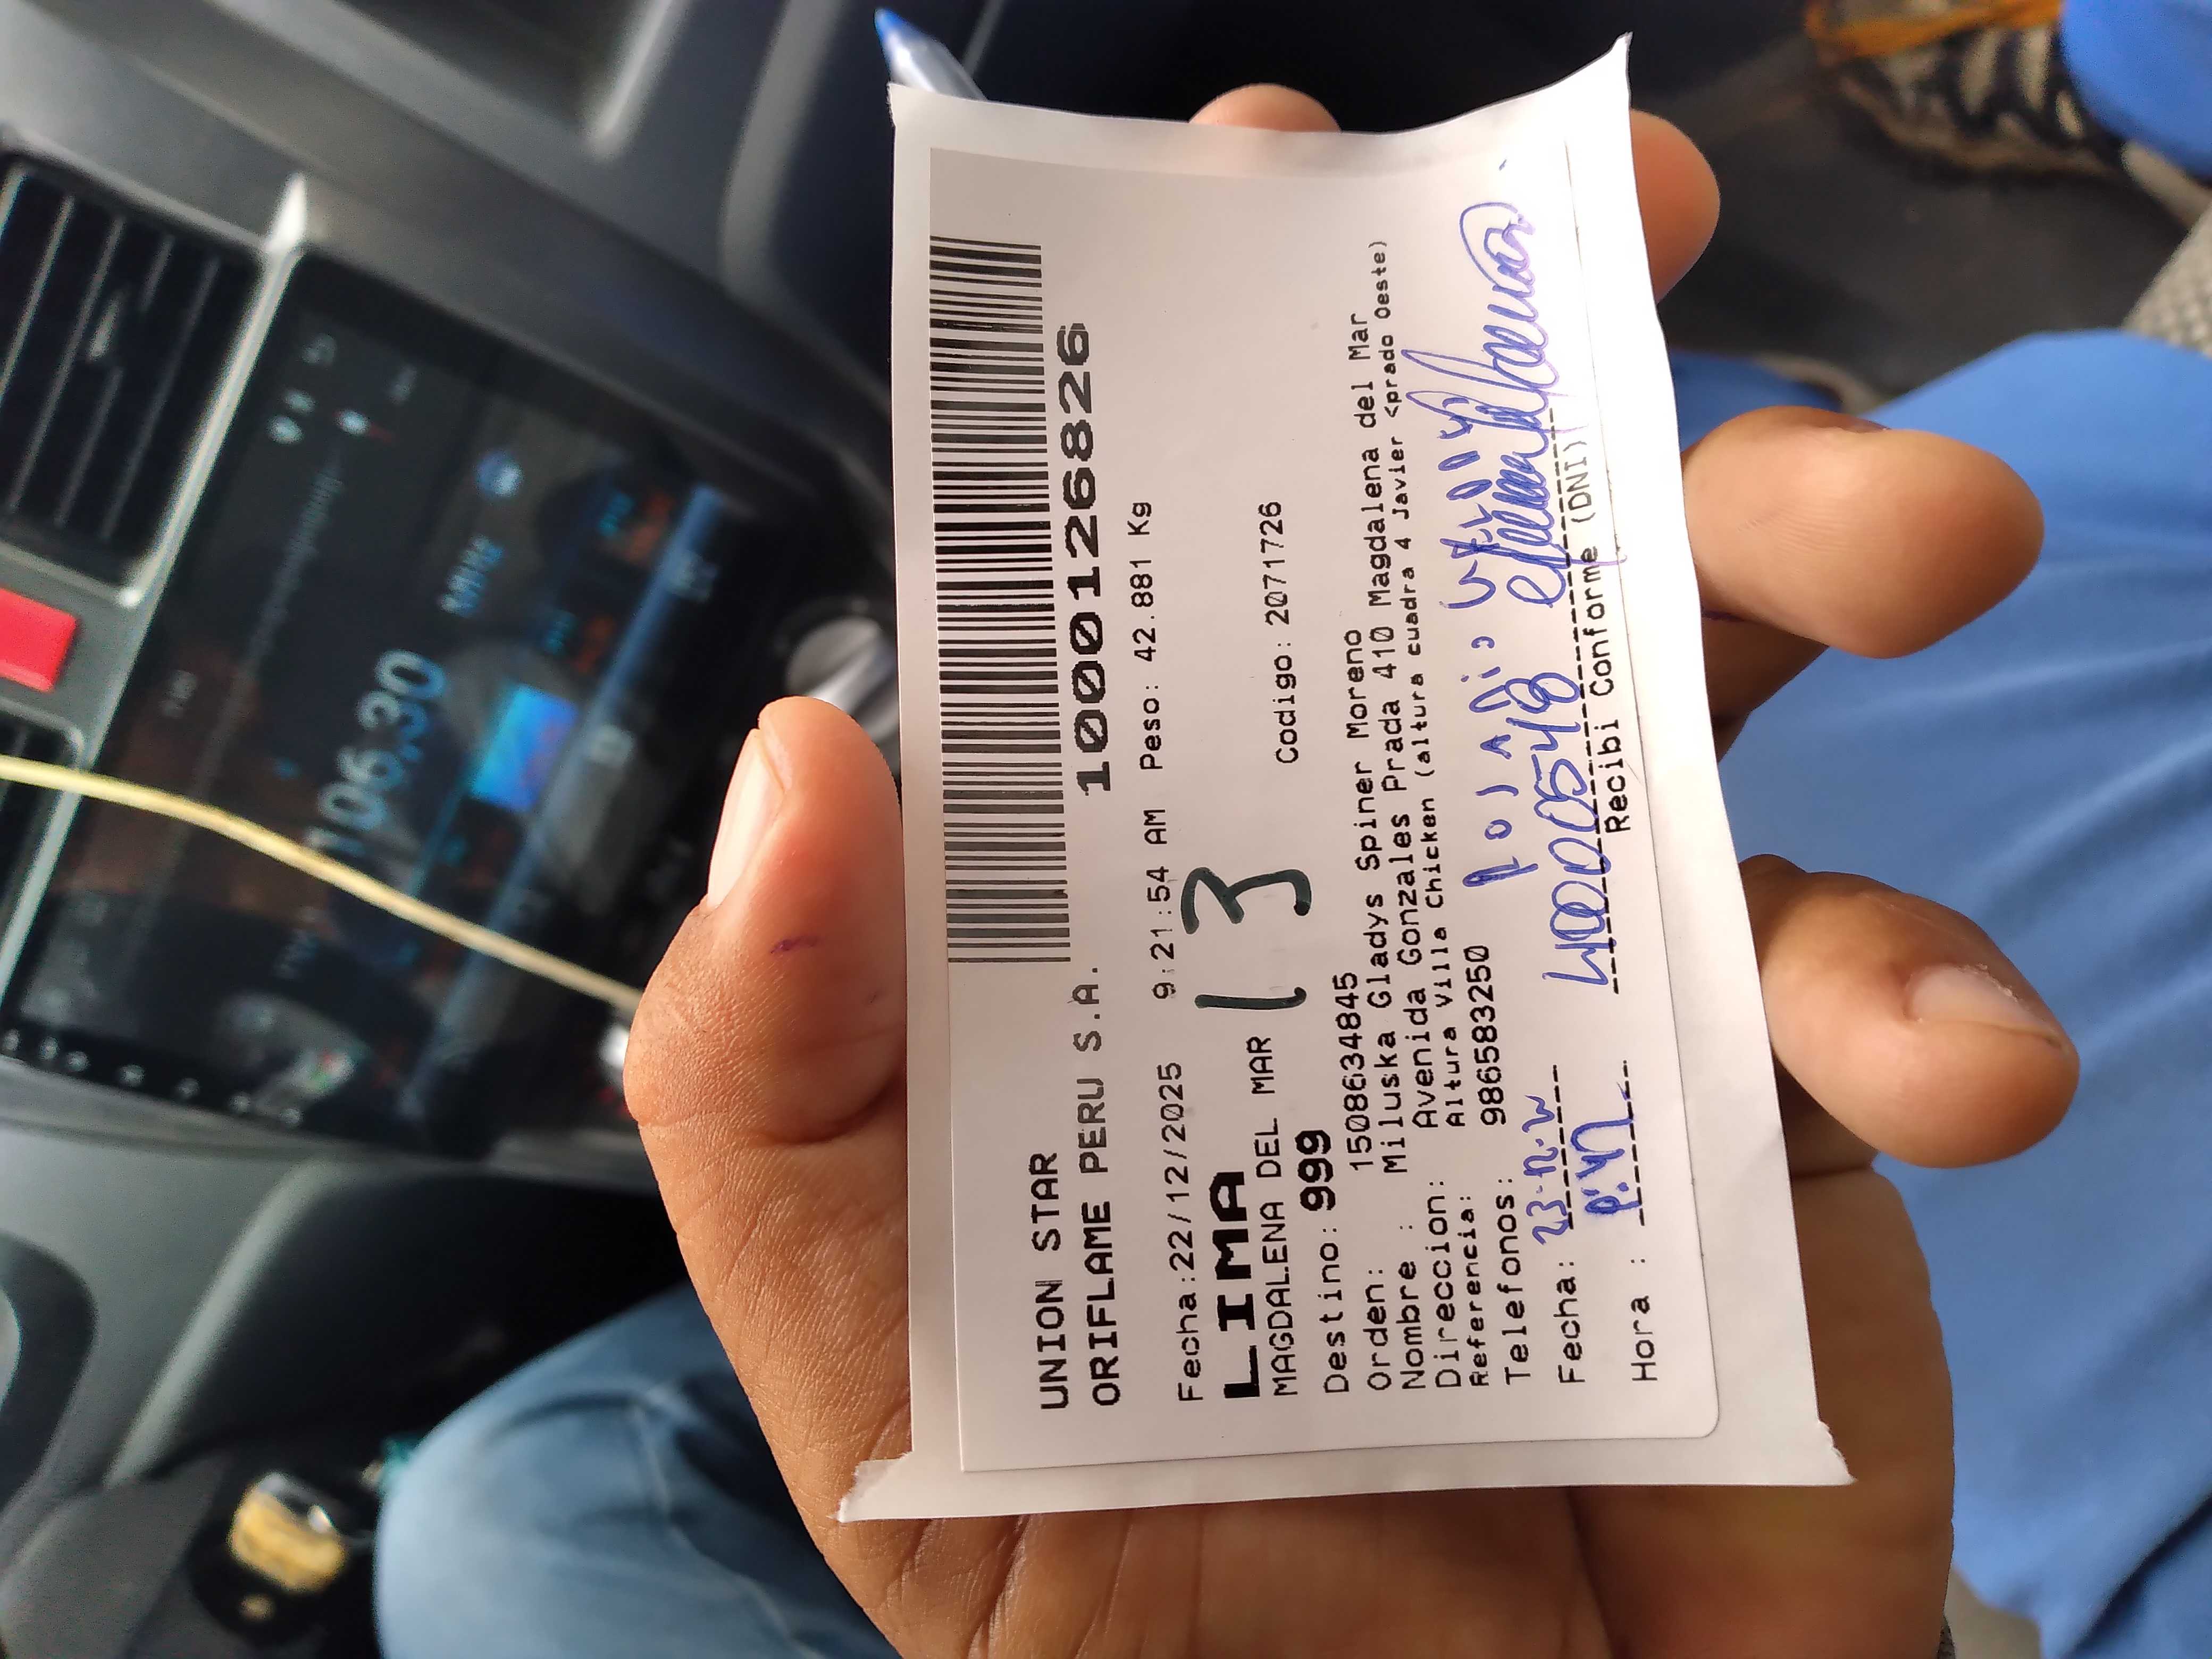 UNION STAR
ORIFLAME PERU S.A.
1000126826
Fecha:22/12/2025 9:21:54 AM Peso: 42.881 Kg
LIMA
MAGDALENA DEL MAR
13
Destino: 999 Codigo: 2071726
Orden: 1508634845
Nombre : Miluska Gladys Spiner Moreno
Direccion: Avenida Gonzales Prada 410 Magdalena del Mar
Referencia: Altura Villa Chicken (altura cuadra 4 Javier <prado Oeste)
Telefonos: 986583250
Fecha:
40005548
Hora :
Recibi Conforme (DNI)
106.30